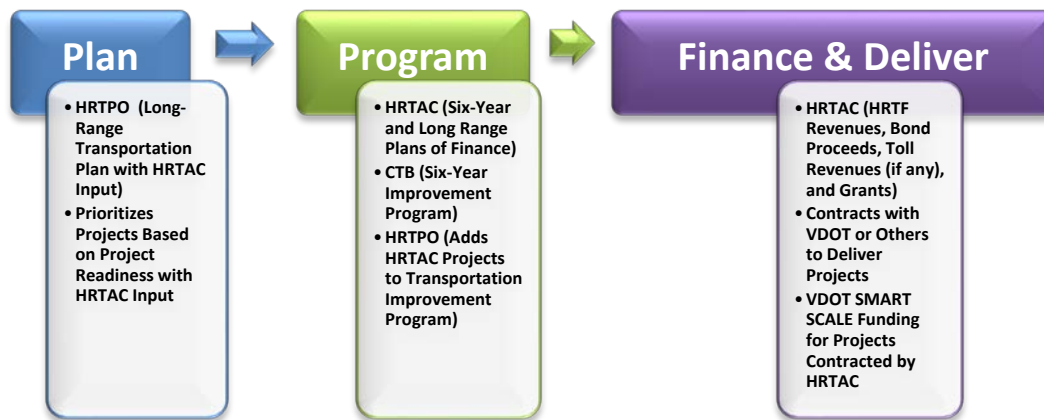 Plan
• HRTPO (Long-
Range
Transportation
Plan with HRTAC
Input)
• Prioritizes
Projects Based
on Project
Readiness with
HRTAC Input
Program
• HRTAC (Six-Year
and Long Range
Plans of Finance)
• CTB (Six-Year
Improvement
Program)
• HRTPO (Adds
HRTAC Projects
to Transportation
Improvement
Program)
Finance & Deliver
• HRTAC (HRTF
Revenues, Bond
Proceeds, Toll
Revenues (if any),
and Grants)
• Contracts with
VDOT or Others
to Deliver
Projects
• VDOT SMART
SCALE Funding
for Projects
Contracted by
HRTAC